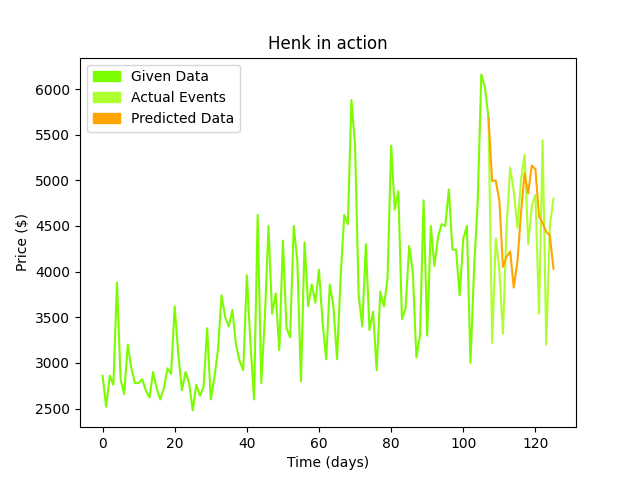 Henk in action
Given Data
Actual Events
Predicted Data
Price ($)
6000
5500
5000
4500
4000
3500
3000
2500
0 20 40 60 80 100 120
Time (days)